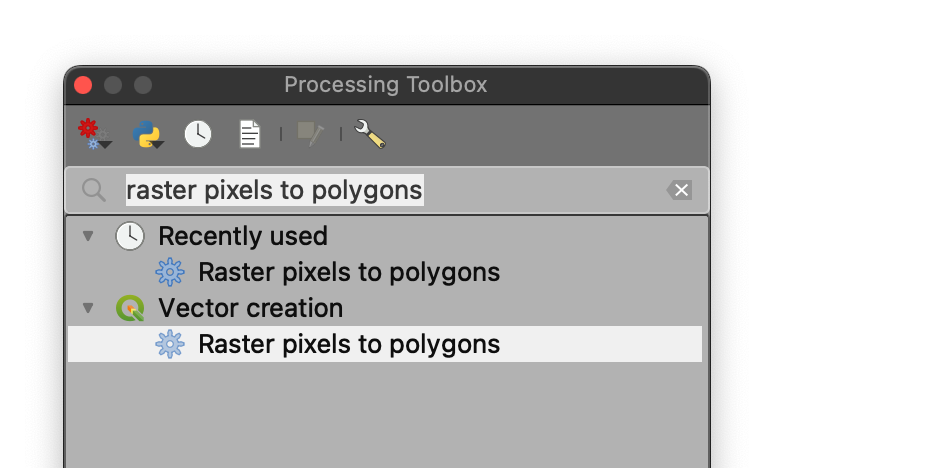 Processing Toolbox
raster pixels to polygons
Recently used
Raster pixels to polygons
Vector creation
Raster pixels to polygons